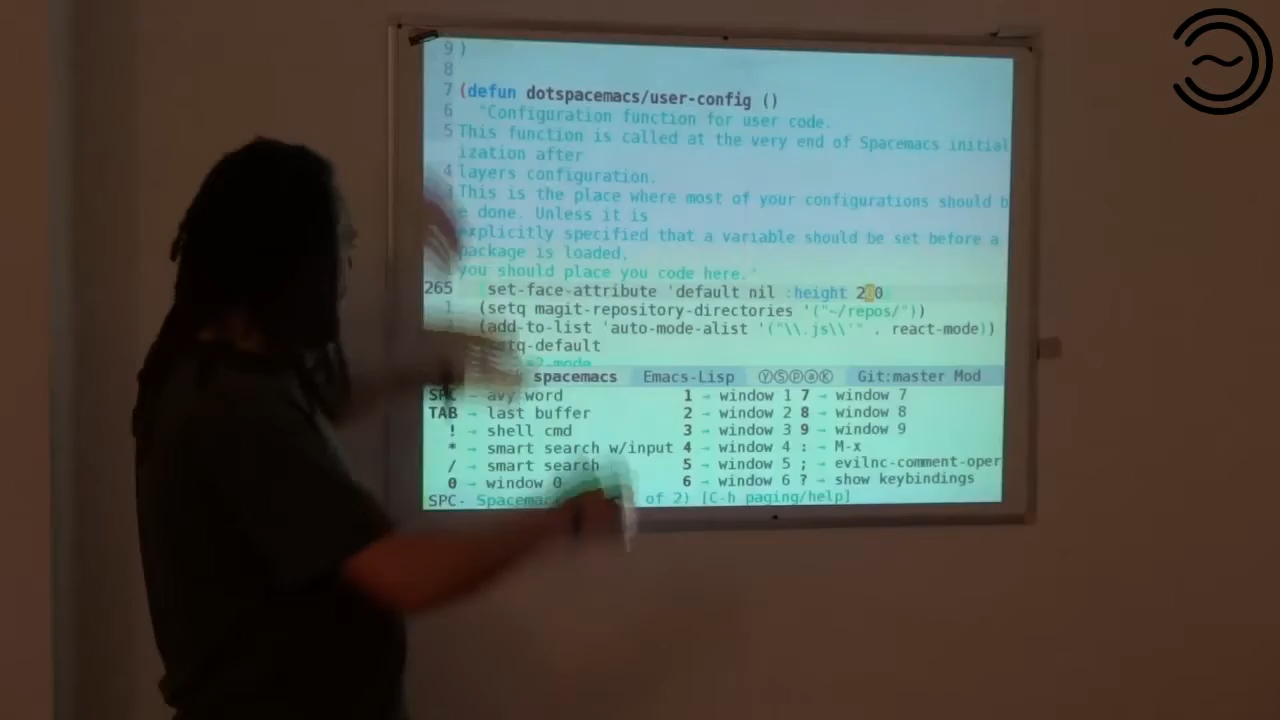 9 )
8
7 (defun dotspacemacs/user-config ()
6 "Configuration function for user code.
5 This function is called at the very end of Spacemacs initial
ization after
4 layers configuration.
This is the place where most of your configurations should b
e done. Unless it is
explicitly specified that a variable should be set before a
package is loaded,
you should place you code here."
265 set-face-attribute 'default nil :height 200
1 (setq magit-repository-directories '("~/repos/"))
(add-to-list 'auto-mode-alist '("\\.js\\'" . react-mode))
tq-default
spacemacs Emacs-Lisp ⓎⓈⓟⓐⓀ Git:master Mod
SPC → avy word 1 → window 1 7 → window 7
TAB → last buffer 2 → window 2 8 → window 8
! → shell cmd 3 → window 3 9 → window 9
* → smart search w/input 4 → window 4 : → M-x
/ → smart search 5 → window 5 ; → evilnc-comment-oper
0 → window 0 6 → window 6 ? → show keybindings
SPC- of 2) [C-h paging/help]